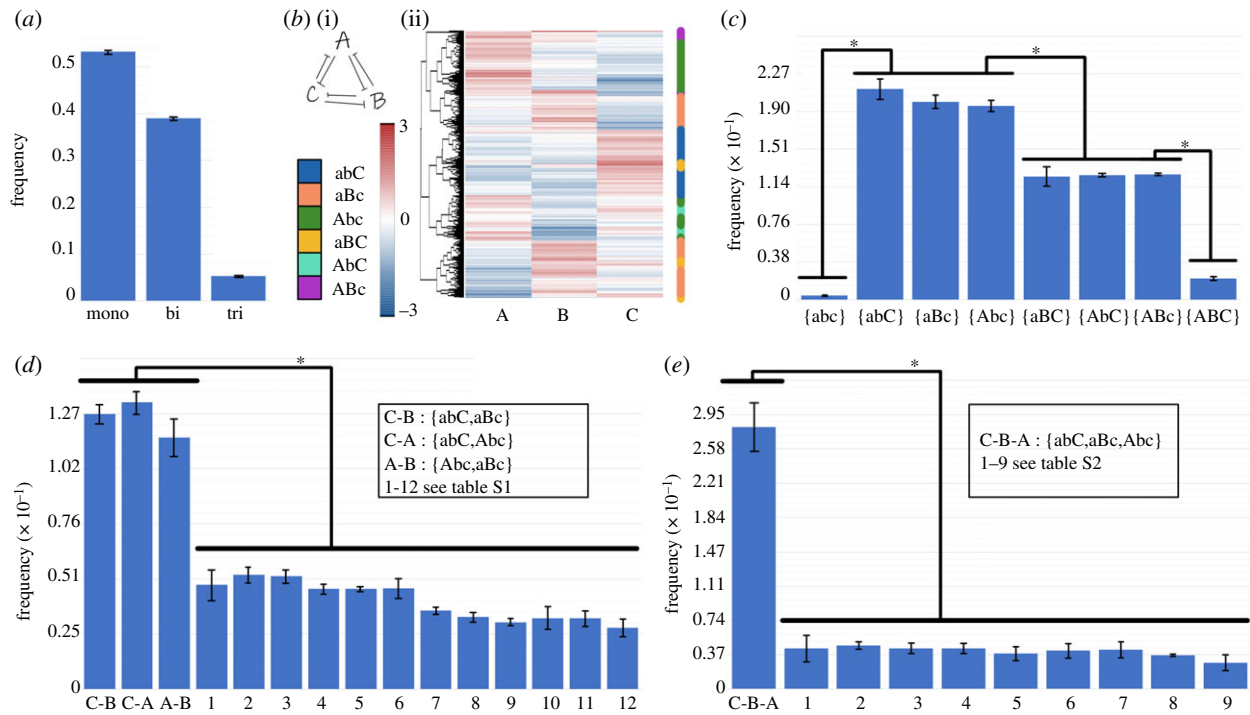 (a)
0.5
0.4
0.3
0.2
0.1
0
frequency
mono bi tri
(b) (i)
A
C B
3
0
–3
abC
aBc
Abc
aBC
AbC
ABc
(ii)
A B C
(c)
2.27
1.90
1.51
1.14
0.76
0.38
0
frequency (× 10⁻¹)
* * *
{abc} {abC} {aBc} {Abc} {aBC} {AbC} {ABc} {ABC}
(d)
1.27
1.02
0.76
0.51
0.25
0
frequency (× 10⁻¹)
*
C-B : {abC,aBc}
C-A : {abC,Abc}
A-B : {Abc,aBc}
1-12 see table S1
C-B C-A A-B 1 2 3 4 5 6 7 8 9 10 11 12
(e)
2.95
2.58
2.21
1.84
1.47
1.11
0.74
0.37
0
frequency (× 10⁻¹)
*
C-B-A : {abC,aBc,Abc}
1–9 see table S2
C-B-A 1 2 3 4 5 6 7 8 9